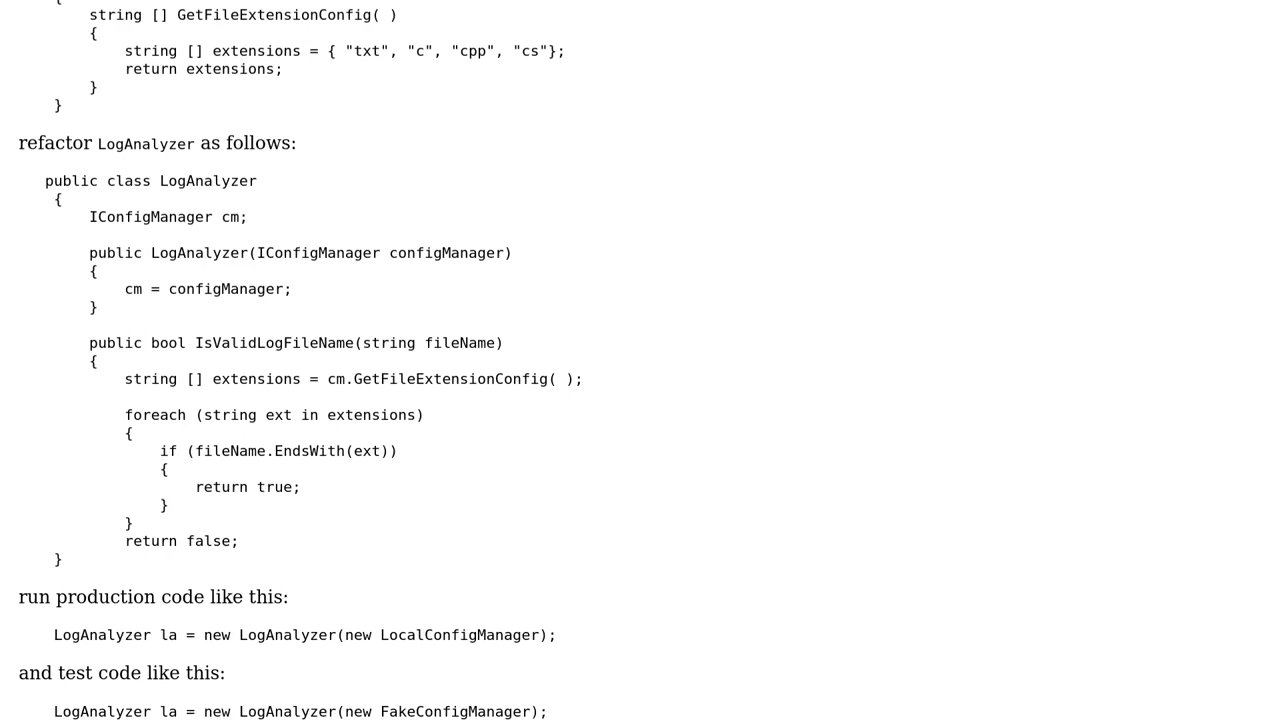 {
string [] GetFileExtensionConfig( )
{
string [] extensions = { "txt", "c", "cpp", "cs"};
return extensions;
}
}
refactor LogAnalyzer as follows:
public class LogAnalyzer
{
IConfigManager cm;
public LogAnalyzer(IConfigManager configManager)
{
cm = configManager;
}
public bool IsValidLogFileName(string fileName)
{
string [] extensions = cm.GetFileExtensionConfig( );
foreach (string ext in extensions)
{
if (fileName.EndsWith(ext))
{
return true;
}
}
return false;
}
run production code like this:
LogAnalyzer la = new LogAnalyzer(new LocalConfigManager);
and test code like this:
LogAnalyzer la = new LogAnalyzer(new FakeConfigManager);